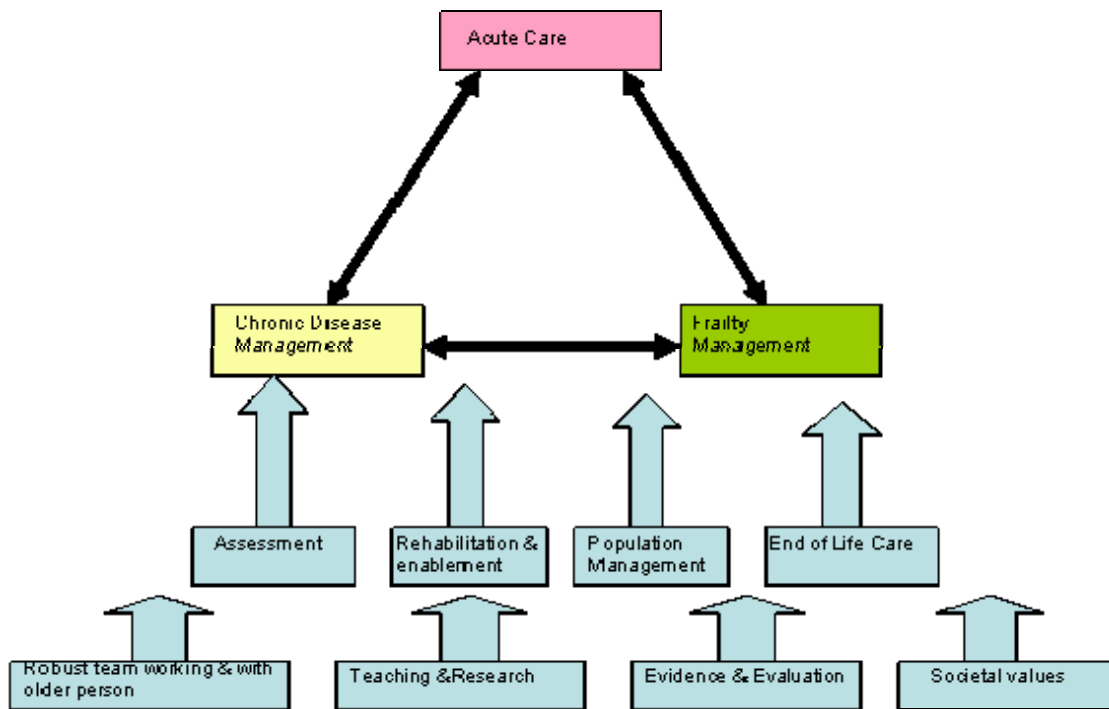 Acute Care
Chronic Disease
Management
Frailty
Management
Assessment
Rehabilitation &
enablement
Population
Management
End of Life Care
Robust team working & with
older person
Teaching &Research
Evidence & Evaluation
Societal values